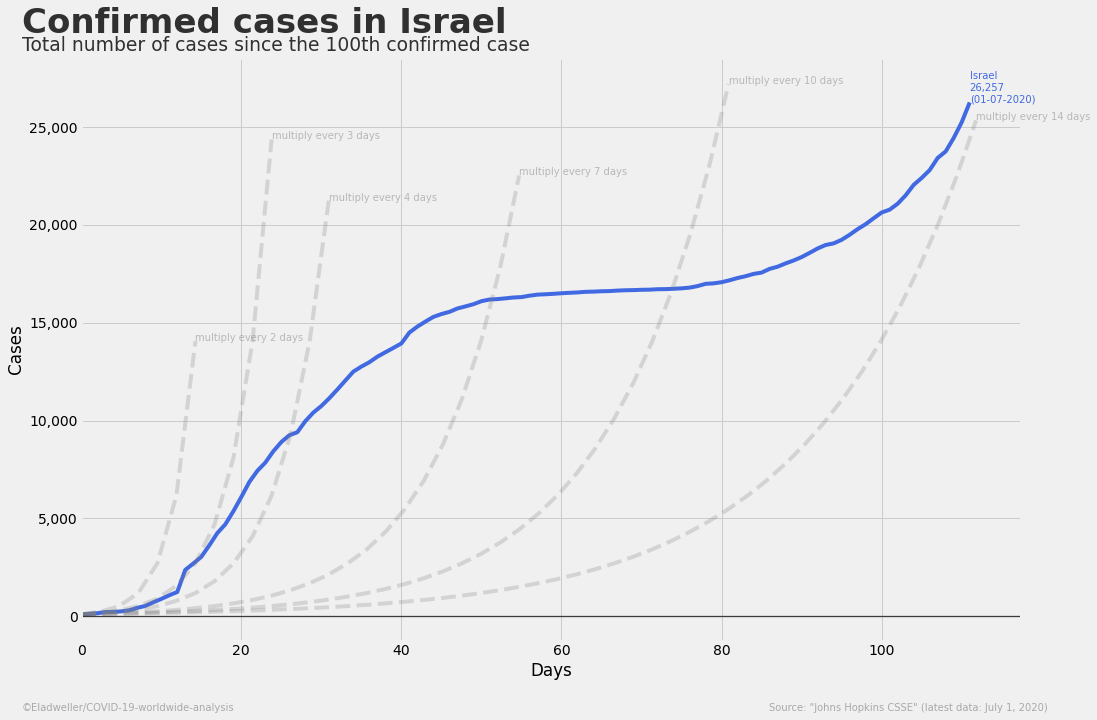 Confirmed cases in Israel
Total number of cases since the 100th confirmed case
Israel
26,257
(01-07-2020)
multiply every 10 days
multiply every 14 days
multiply every 3 days
multiply every 7 days
multiply every 4 days
multiply every 2 days
25,000
20,000
15,000
10,000
5,000
0
Cases
0
20
40
60
80
100
Days
©Eladweller/COVID-19-worldwide-analysis
Source: "Johns Hopkins CSSE" (latest data: July 1, 2020)